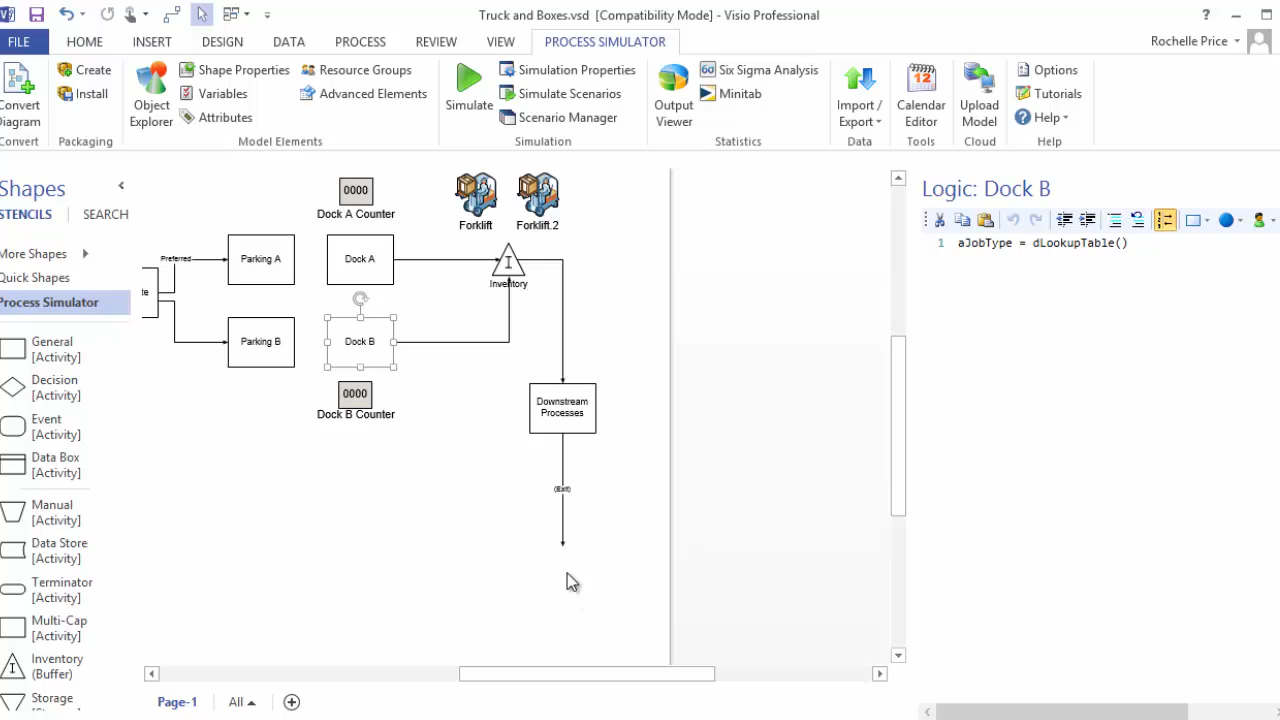 Truck and Boxes.vsd  [Compatibility Mode] - Visio Professional
?
FILE
HOME
INSERT
DESIGN
DATA
PROCESS
REVIEW
VIEW
PROCESS SIMULATOR
Rochelle Price
Convert
Diagram
Convert
Create
Install
Packaging
Object
Explorer
Shape Properties
Variables
Attributes
Resource Groups
Advanced Elements
Model Elements
Simulate
Simulation Properties
Simulate Scenarios
Scenario Manager
Simulation
Output
Viewer
Six Sigma Analysis
Minitab
Statistics
Import /
Export
Data
12
Calendar
Editor
Tools
Upload
Model
Cloud
Options
Tutorials
Help
Help
Shapes
STENCILS
SEARCH
More Shapes
Quick Shapes
Process Simulator
General
[Activity]
Decision
[Activity]
Event
[Activity]
Data Box
[Activity]
Manual
[Activity]
Data Store
[Activity]
Terminator
[Activity]
Multi-Cap
[Activity]
Inventory
(Buffer)
Storage
0000
Dock A Counter
Forklift
Forklift.2
Preferred
Parking A
Dock A
I
Inventory
te
Parking B
Dock B
0000
Dock B Counter
Downstream
Processes
(Exit)
Logic: Dock B
1 aJobType = dLookupTable()
Page-1
All